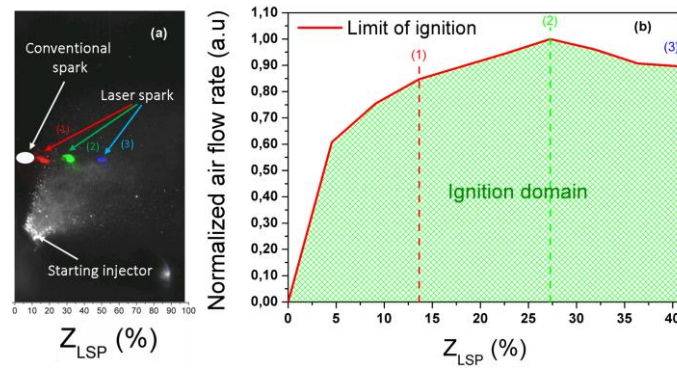 (a)
Conventional
spark
Laser spark
(1)
(2)
(3)
Starting injector
0 10 20 30 40 50 60 70 80 90 100
Z_LSP (%)
Normalized air flow rate (a.u)
1,10
1,00
0,90
0,80
0,70
0,60
0,50
0,40
0,30
0,20
0,10
0,00
Limit of ignition
(b)
(1)
(2)
(3)
Ignition domain
0 5 10 15 20 25 30 35 40
Z_LSP (%)